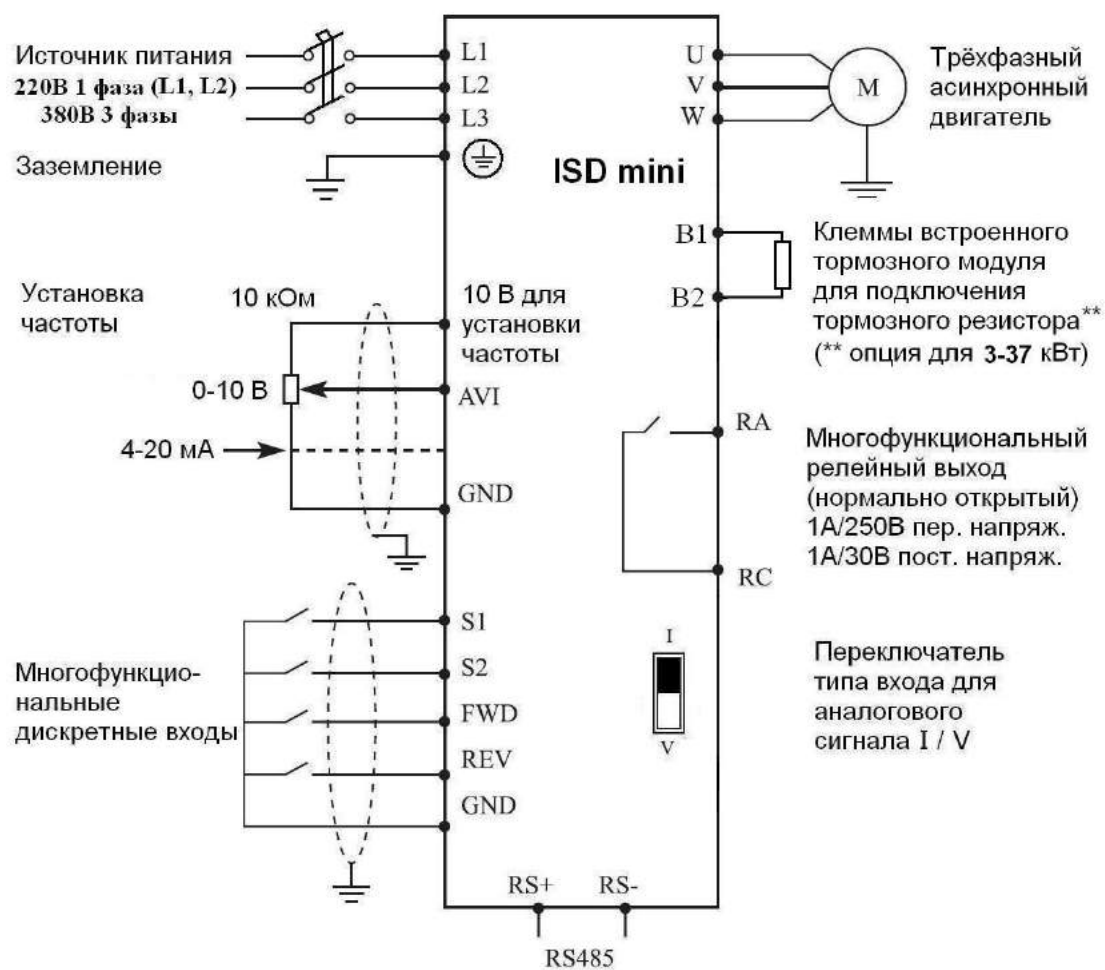 Источник питания
220В 1 фаза (L1, L2)
380В 3 фазы
Заземление
L1
L2
L3
U
V
W
M
Трёхфазный
асинхронный
двигатель
ISD mini
B1
B2
Клеммы встроенного
тормозного модуля
для подключения
тормозного резистора**
(** опция для 3-37 кВт)
Установка
частоты
10 кОм
0-10 В
4-20 мА
10 В для
установки
частоты
AVI
GND
RA
RC
Многофункциональный
релейный выход
(нормально открытый)
1А/250В пер. напряж.
1А/30В пост. напряж.
Многофункцио-
нальные
дискретные входы
S1
S2
FWD
REV
GND
I
V
Переключатель
типа входа для
аналогового
сигнала I / V
RS+ RS-
RS485